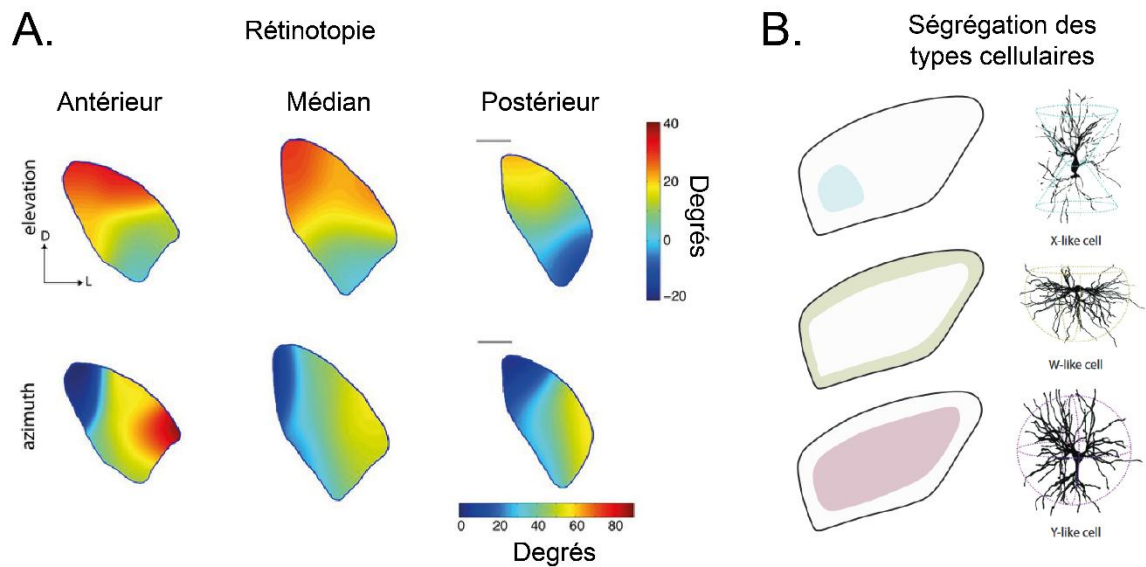 A.
Rétinotopie
Antérieur
Médian
Postérieur
elevation
D
L
40
20
0
−20
Degrés
azimuth
0 20 40 60 80
Degrés
B.
Ségrégation des
types cellulaires
X-like cell
W-like cell
Y-like cell